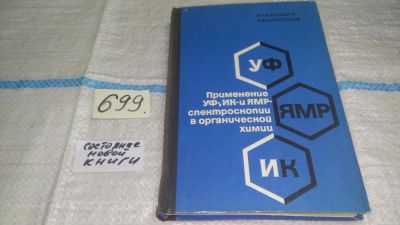 699.
состояние
новой
книги
УФ
ЯМР
ИК
Применение
УФ-, ИК- и ЯМР-
спектроскопии
в органической
химии